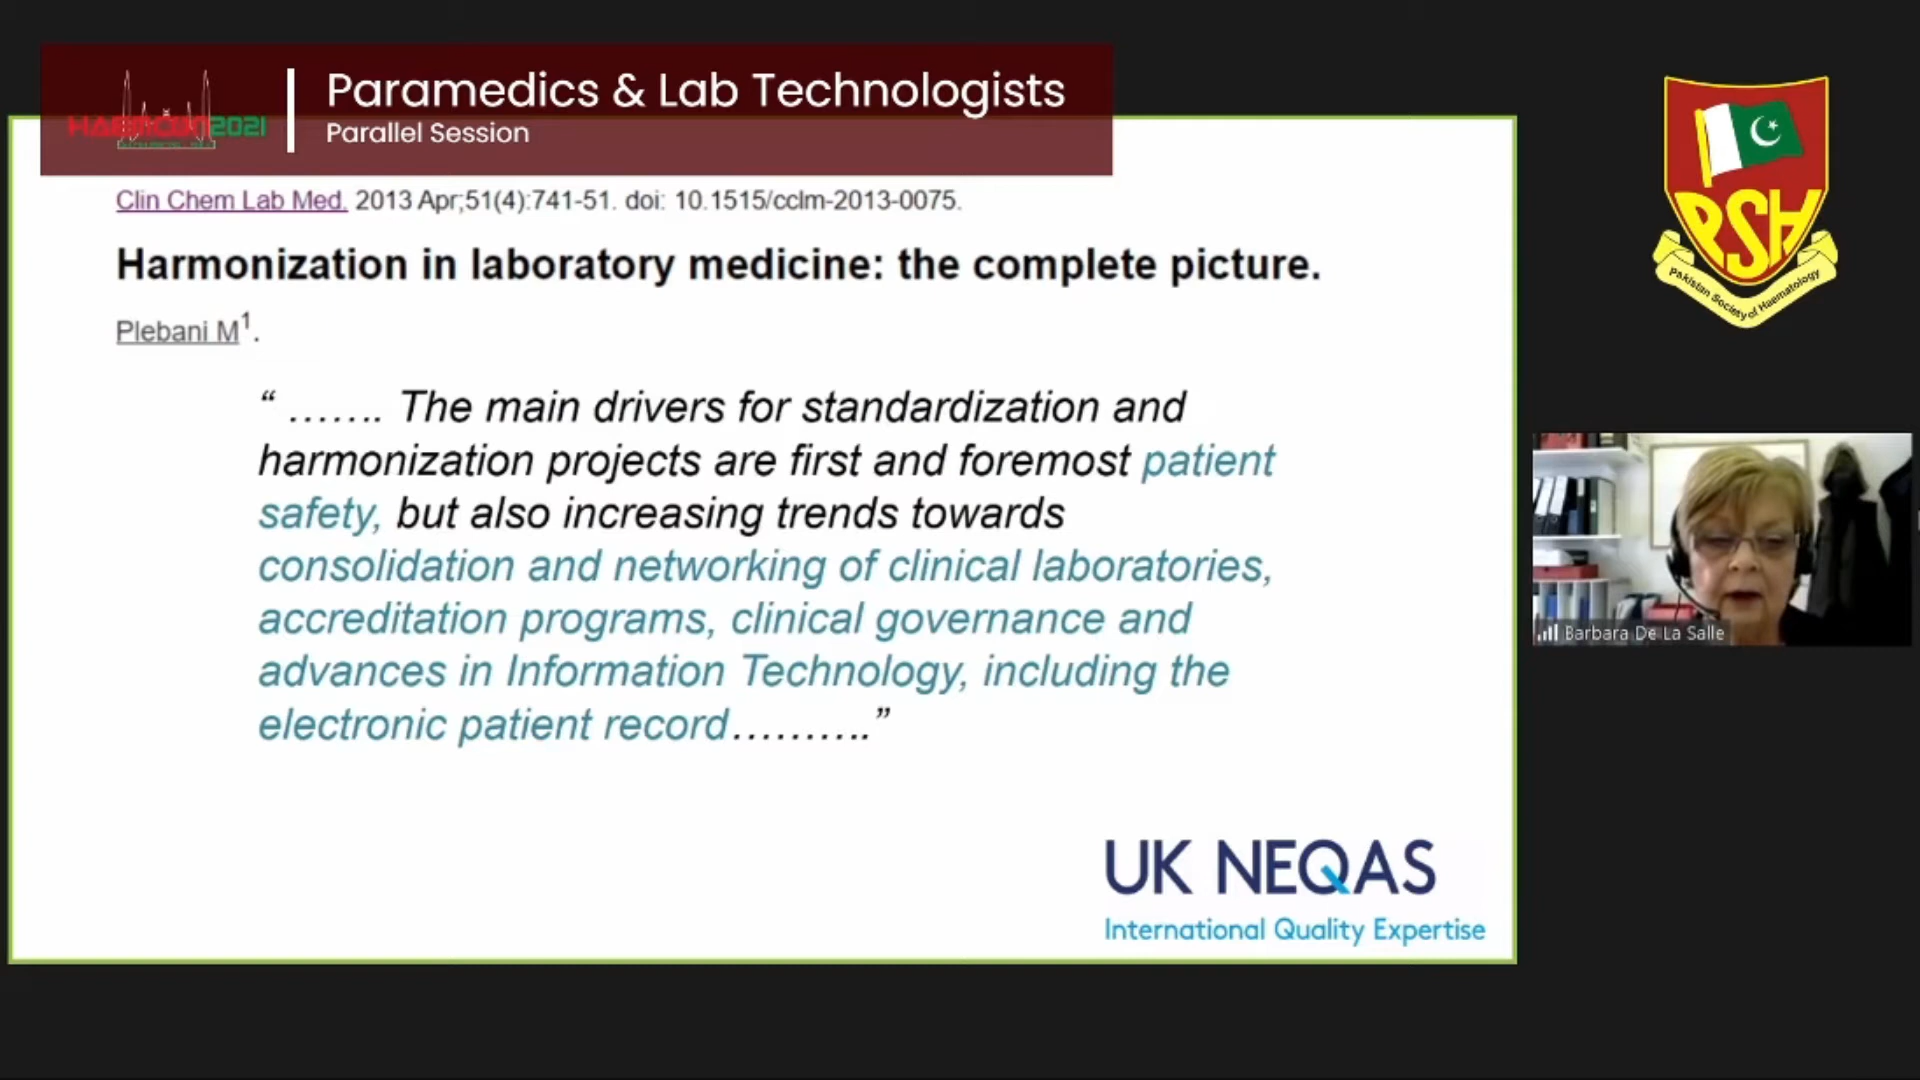 HAEMCON2021
Paramedics & Lab Technologists
Parallel Session
Clin Chem Lab Med. 2013 Apr;51(4):741-51. doi: 10.1515/cclm-2013-0075.
Harmonization in laboratory medicine: the complete picture.
Plebani M1.
“ ……. The main drivers for standardization and
harmonization projects are first and foremost patient
safety, but also increasing trends towards
consolidation and networking of clinical laboratories,
accreditation programs, clinical governance and
advances in Information Technology, including the
electronic patient record……….”
UK NEQAS
International Quality Expertise
PSH
Pakistan Society of Haematology
Barbara De La Salle